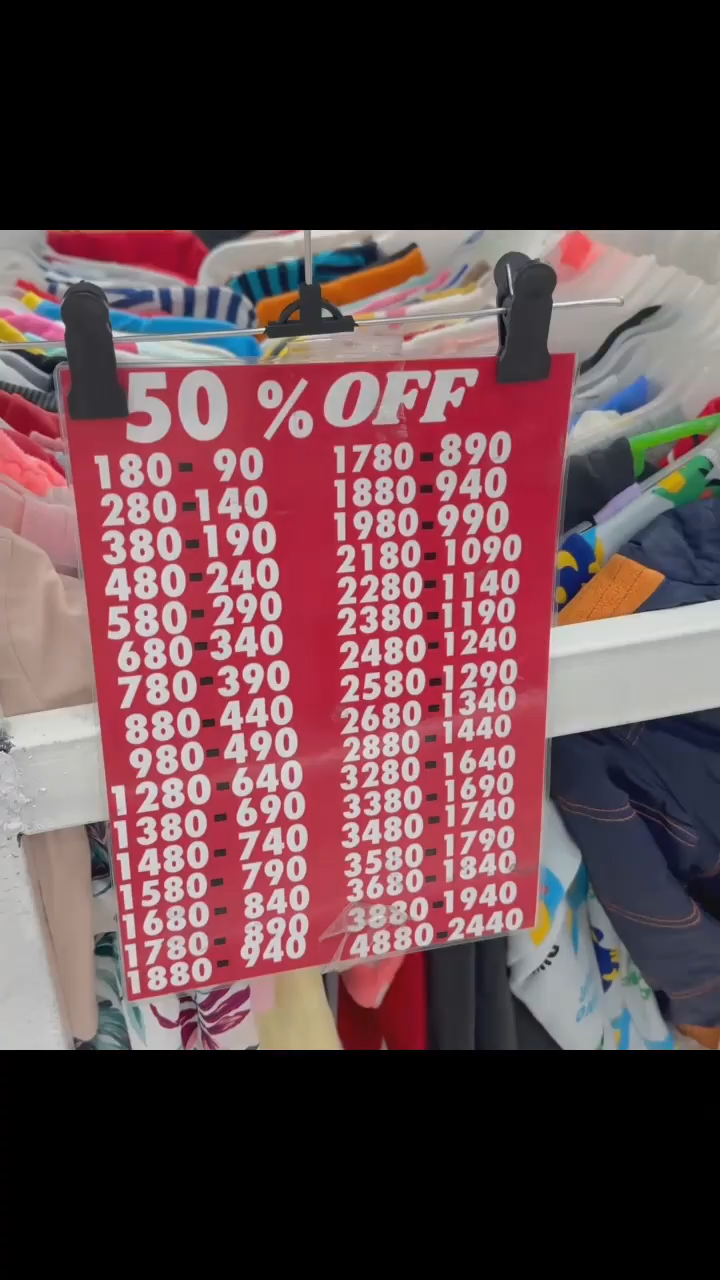 50 % OFF
180 - 90
280 - 140
380 - 190
480 - 240
580 - 290
680 - 340
780 - 390
880 - 440
980 - 490
1280 - 640
1380 - 690
1480 - 740
1580 - 790
1680 - 840
1780 - 890
1880 - 940
1780 - 890
1880 - 940
1980 - 990
2180 - 1090
2280 - 1140
2380 - 1190
2480 - 1240
2580 - 1290
2680 - 1340
2880 - 1440
3280 - 1640
3380 - 1690
3480 - 1740
3580 - 1790
3680 - 1840
3880 - 1940
4880 - 2440